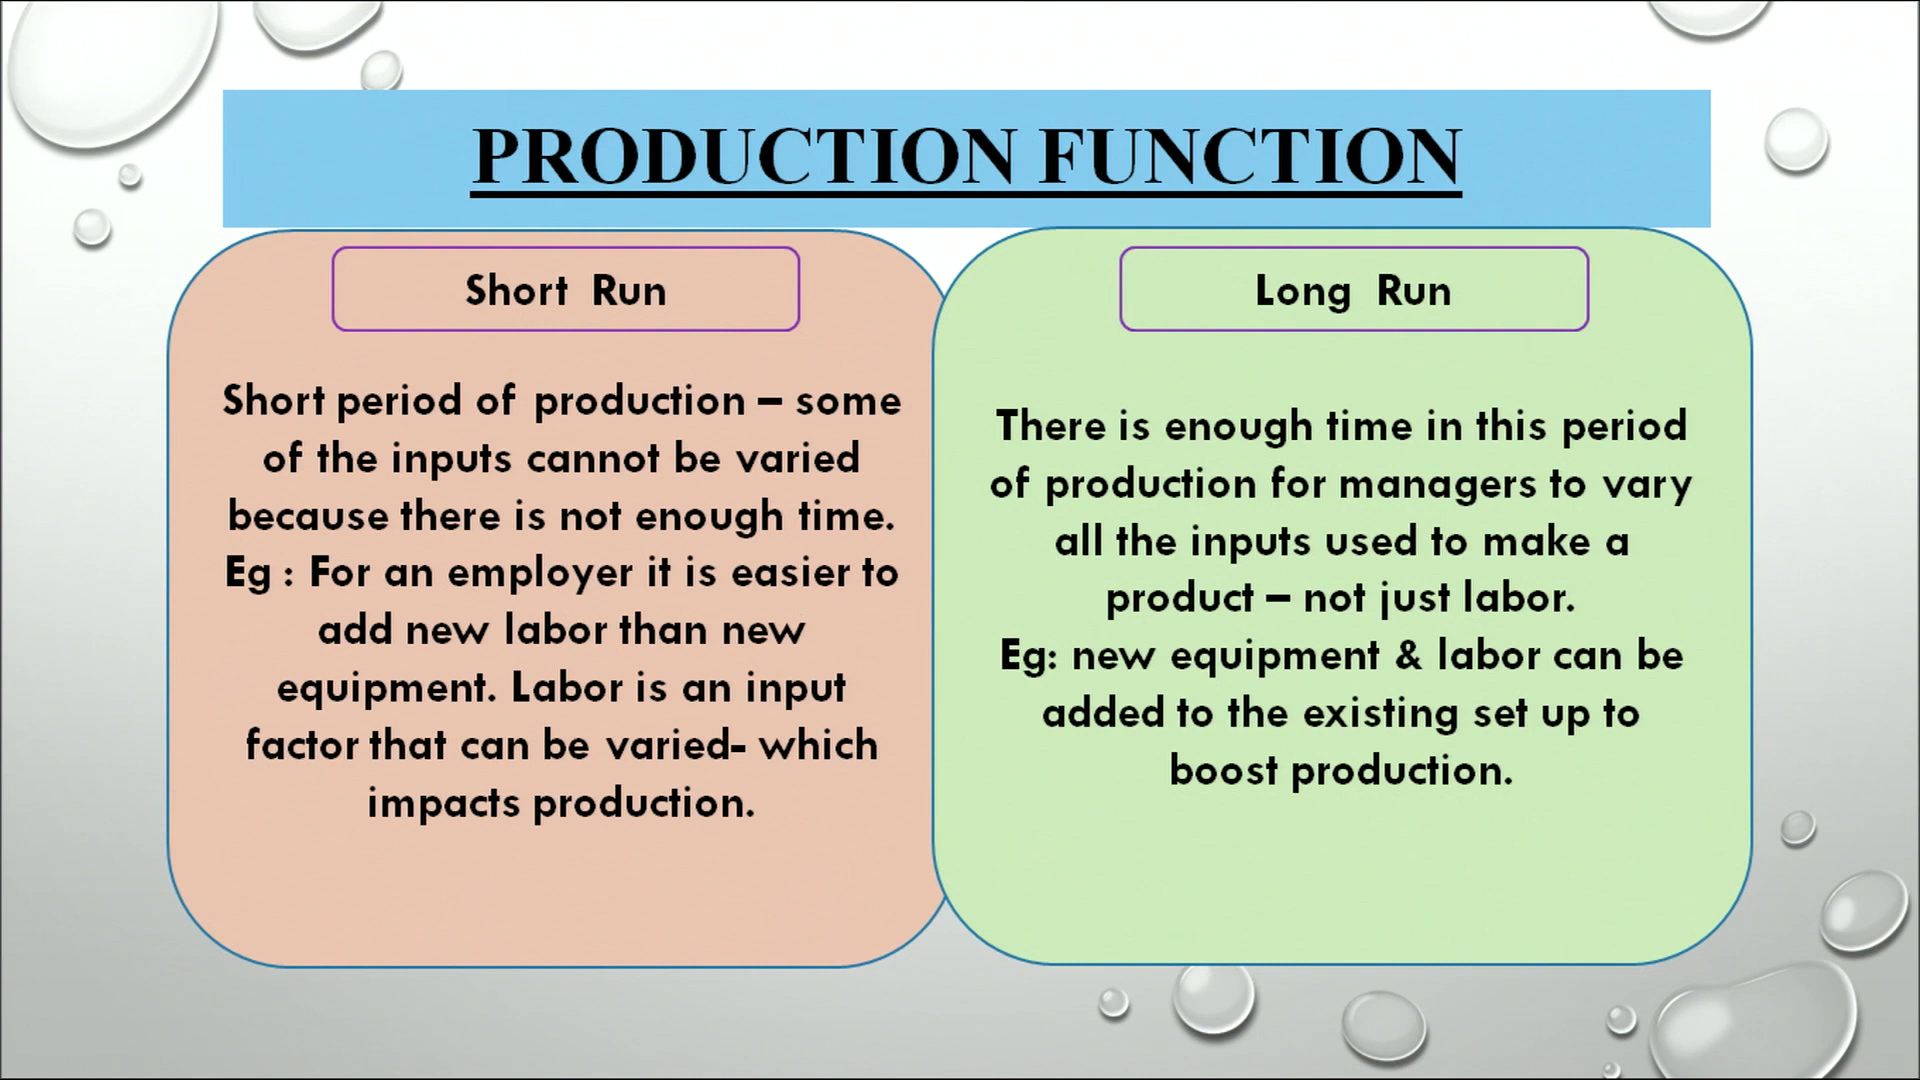 PRODUCTION FUNCTION
Short Run
Short period of production – some
of the inputs cannot be varied
because there is not enough time.
Eg : For an employer it is easier to
add new labor than new
equipment. Labor is an input
factor that can be varied- which
impacts production.
Long Run
There is enough time in this period
of production for managers to vary
all the inputs used to make a
product – not just labor.
Eg: new equipment & labor can be
added to the existing set up to
boost production.